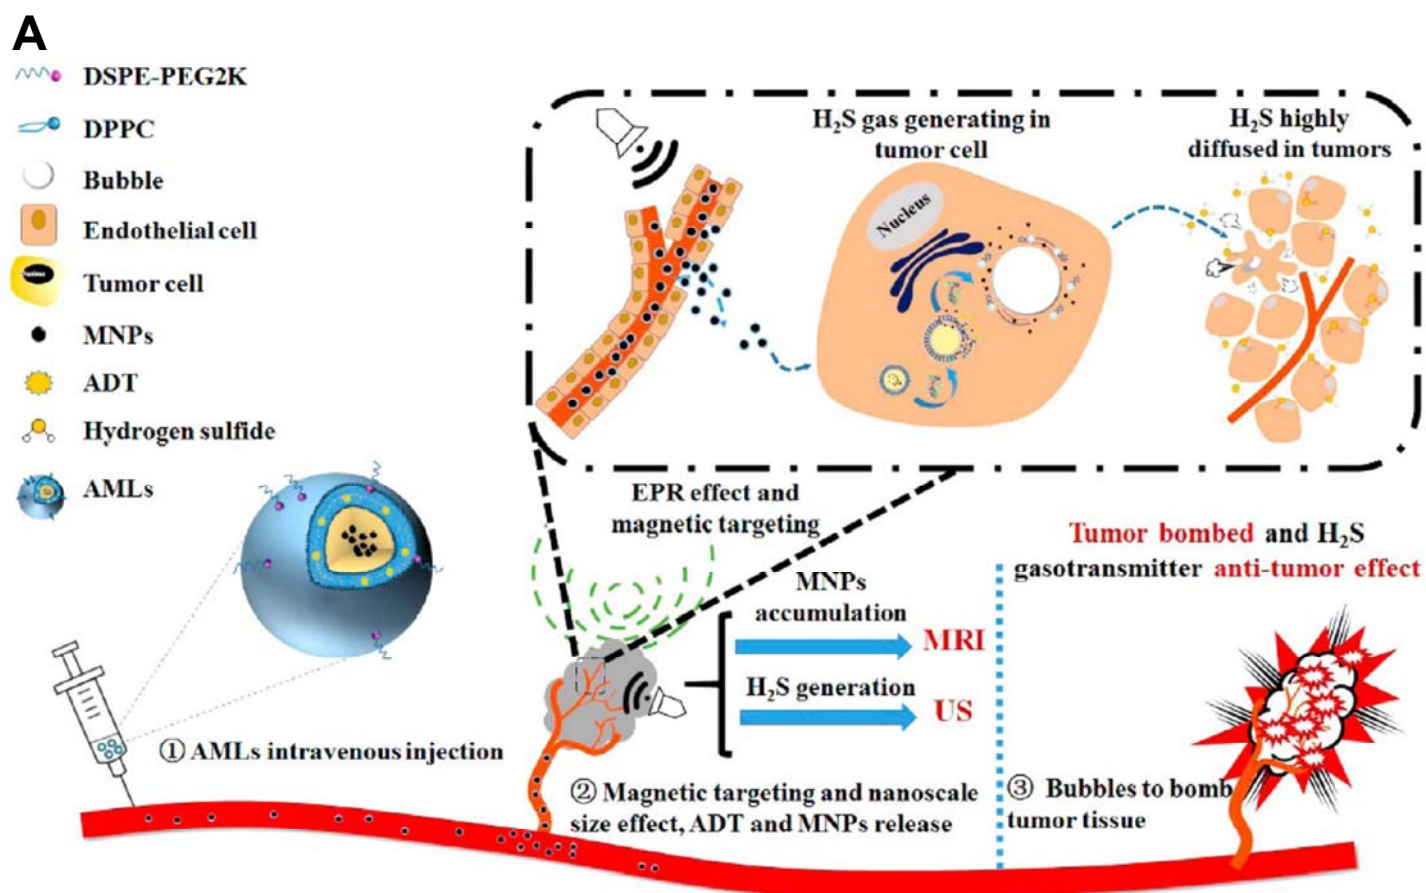 A
DSPE-PEG2K
DPPC
Bubble
Endothelial cell
Tumor cell
MNPs
ADT
Hydrogen sulfide
AMLs
H₂S gas generating in
tumor cell
H₂S highly
diffused in tumors
Nucleus
EPR effect and
magnetic targeting
MNPs
accumulation
MRI
H₂S generation
US
Tumor bombed and H₂S
gasotransmitter anti-tumor effect
① AMLs intravenous injection
② Magnetic targeting and nanoscale
size effect, ADT and MNPs release
③ Bubbles to bomb
tumor tissue